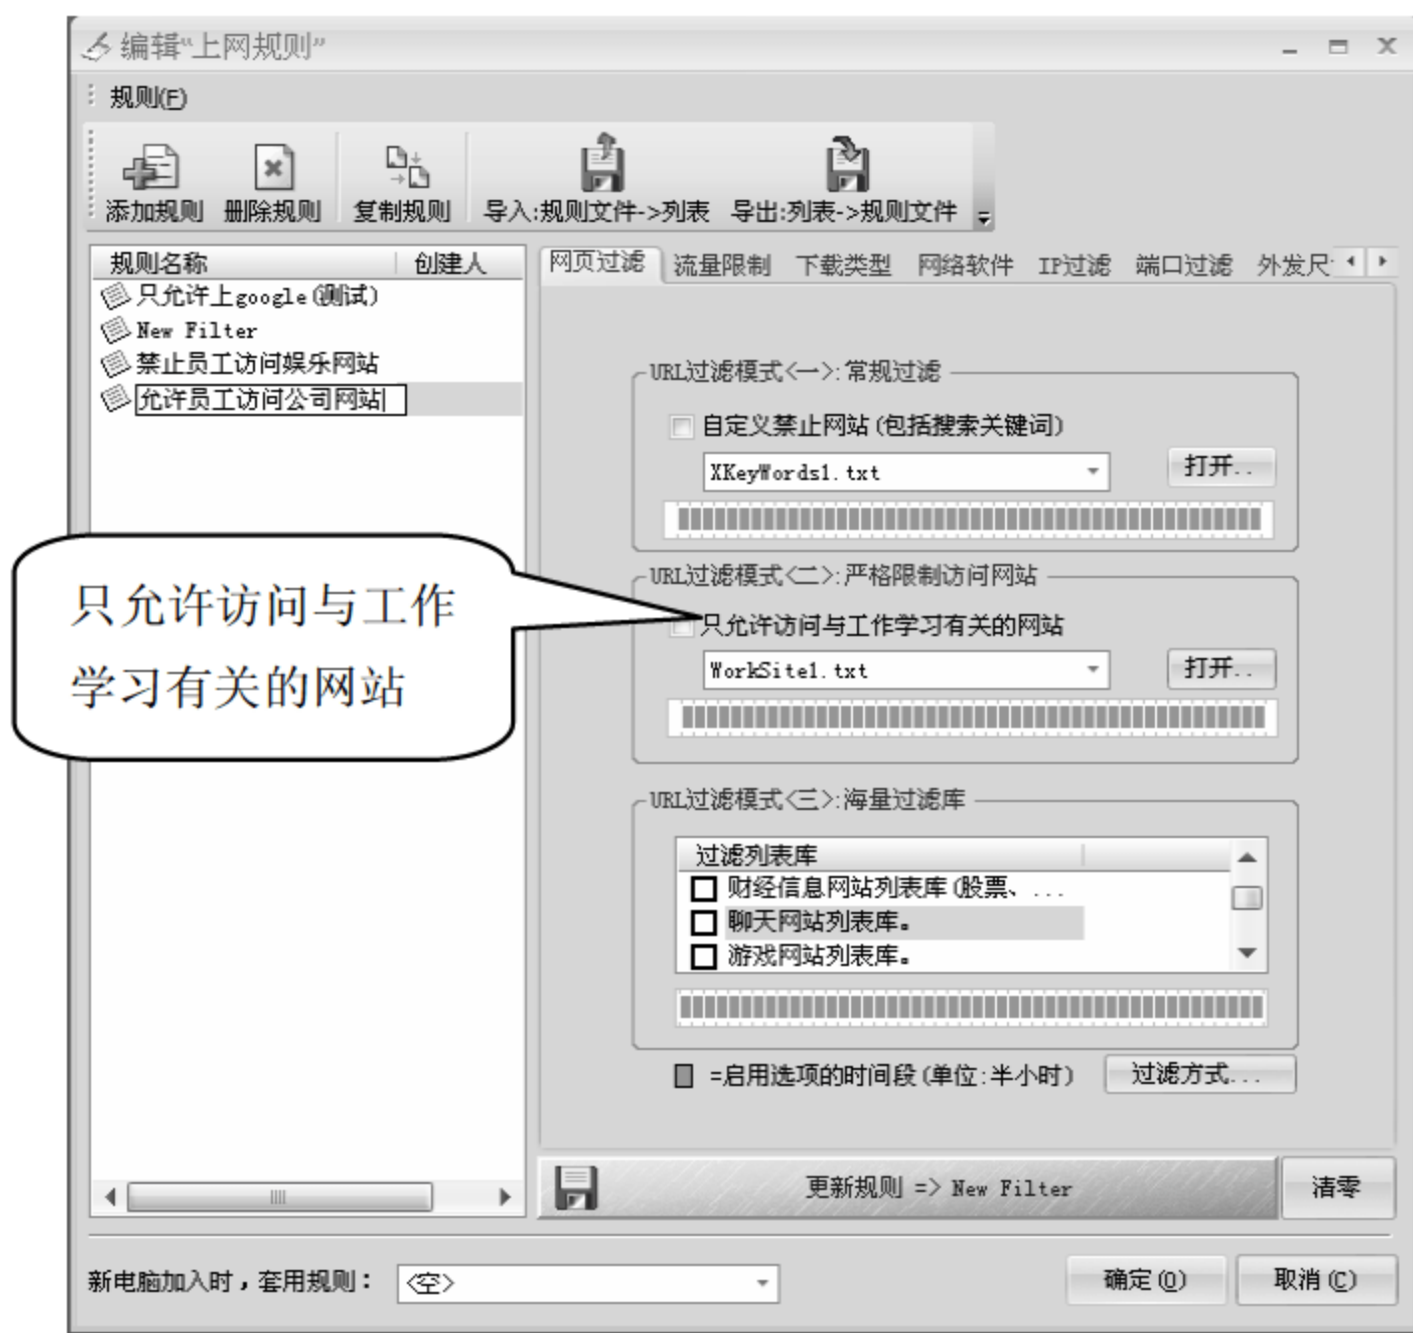 编辑“上网规则”
规则(F)
添加规则 删除规则 复制规则 导入:规则文件->列表 导出:列表->规则文件
规则名称 创建人
只允许上google(测试)
New Filter
禁止员工访问娱乐网站
允许员工访问公司网站
只允许访问与工作
学习有关的网站
网页过滤 流量限制 下载类型 网络软件 IP过滤 端口过滤 外发尺
URL过滤模式<一>:常规过滤
自定义禁止网站(包括搜索关键词)
XKeyWords1.txt 打开..
URL过滤模式<二>:严格限制访问网站
只允许访问与工作学习有关的网站
WorkSite1.txt 打开..
URL过滤模式<三>:海量过滤库
过滤列表库
财经信息网站列表库(股票、...
聊天网站列表库。
游戏网站列表库。
=启用选项的时间段(单位:半小时) 过滤方式...
更新规则 => New Filter 清零
新电脑加入时，套用规则： <空> 确定(O) 取消(C)